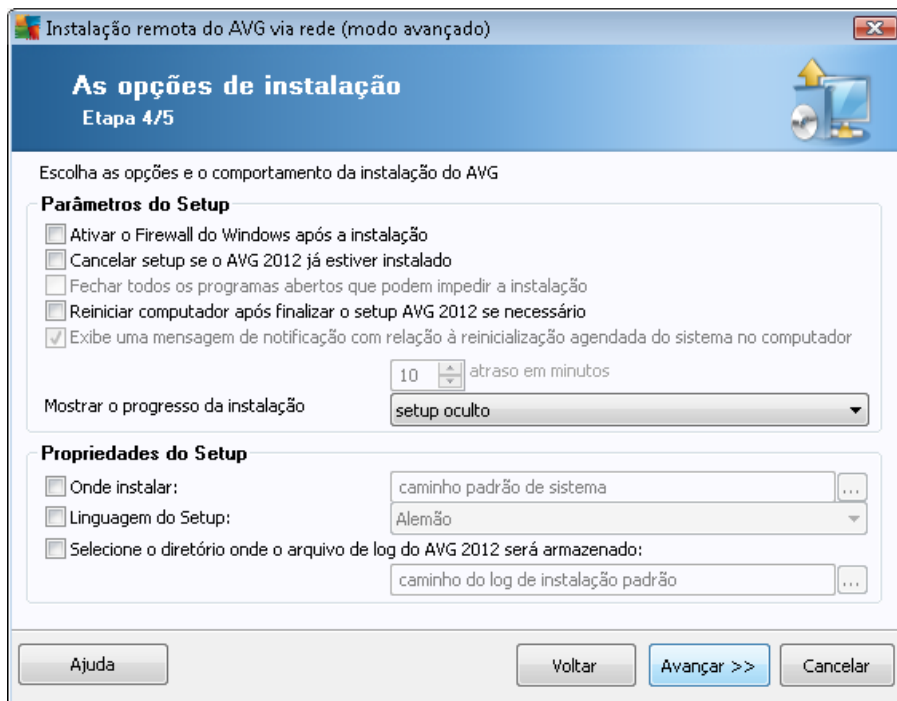 Instalação remota do AVG via rede (modo avançado)
As opções de instalação
Etapa 4/5
Escolha as opções e o comportamento da instalação do AVG
Parâmetros do Setup
Ativar o Firewall do Windows após a instalação
Cancelar setup se o AVG 2012 já estiver instalado
Fechar todos os programas abertos que podem impedir a instalação
Reiniciar computador após finalizar o setup AVG 2012 se necessário
Exibe uma mensagem de notificação com relação à reinicialização agendada do sistema no computador
10 atraso em minutos
Mostrar o progresso da instalação setup oculto
Propriedades do Setup
Onde instalar: caminho padrão de sistema ...
Linguagem do Setup: Alemão
Selecione o diretório onde o arquivo de log do AVG 2012 será armazenado:
caminho do log de instalação padrão ...
Ajuda Voltar Avançar >> Cancelar